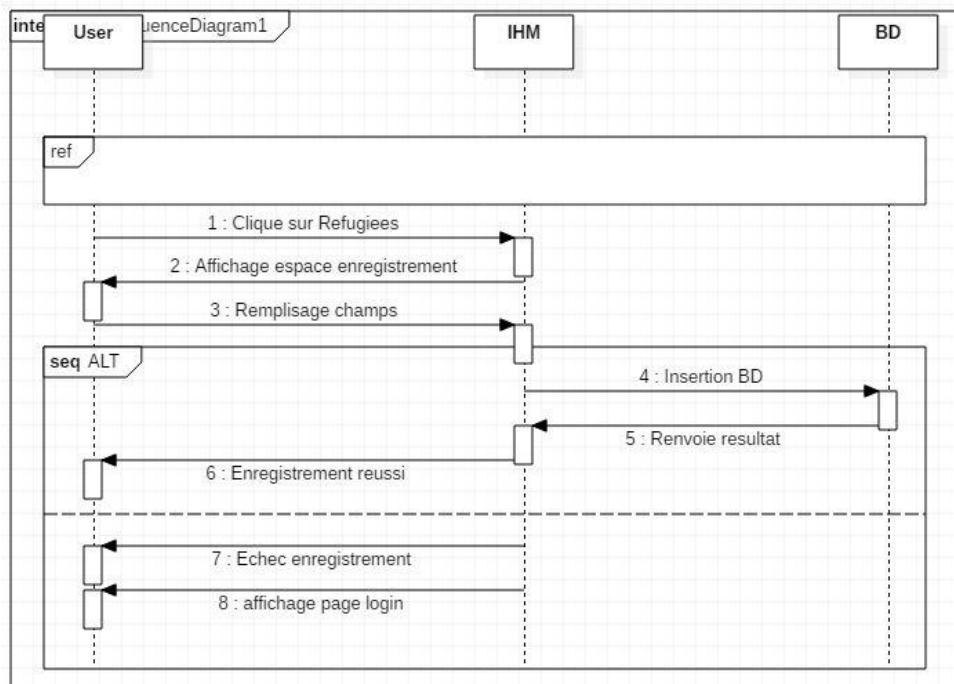 inte uenceDiagram1
User
IHM
BD
ref
1 : Clique sur Refugiees
2 : Affichage espace enregistrement
3 : Remplisage champs
seq ALT
4 : Insertion BD
5 : Renvoie resultat
6 : Enregistrement reussi
7 : Echec enregistrement
8 : affichage page login